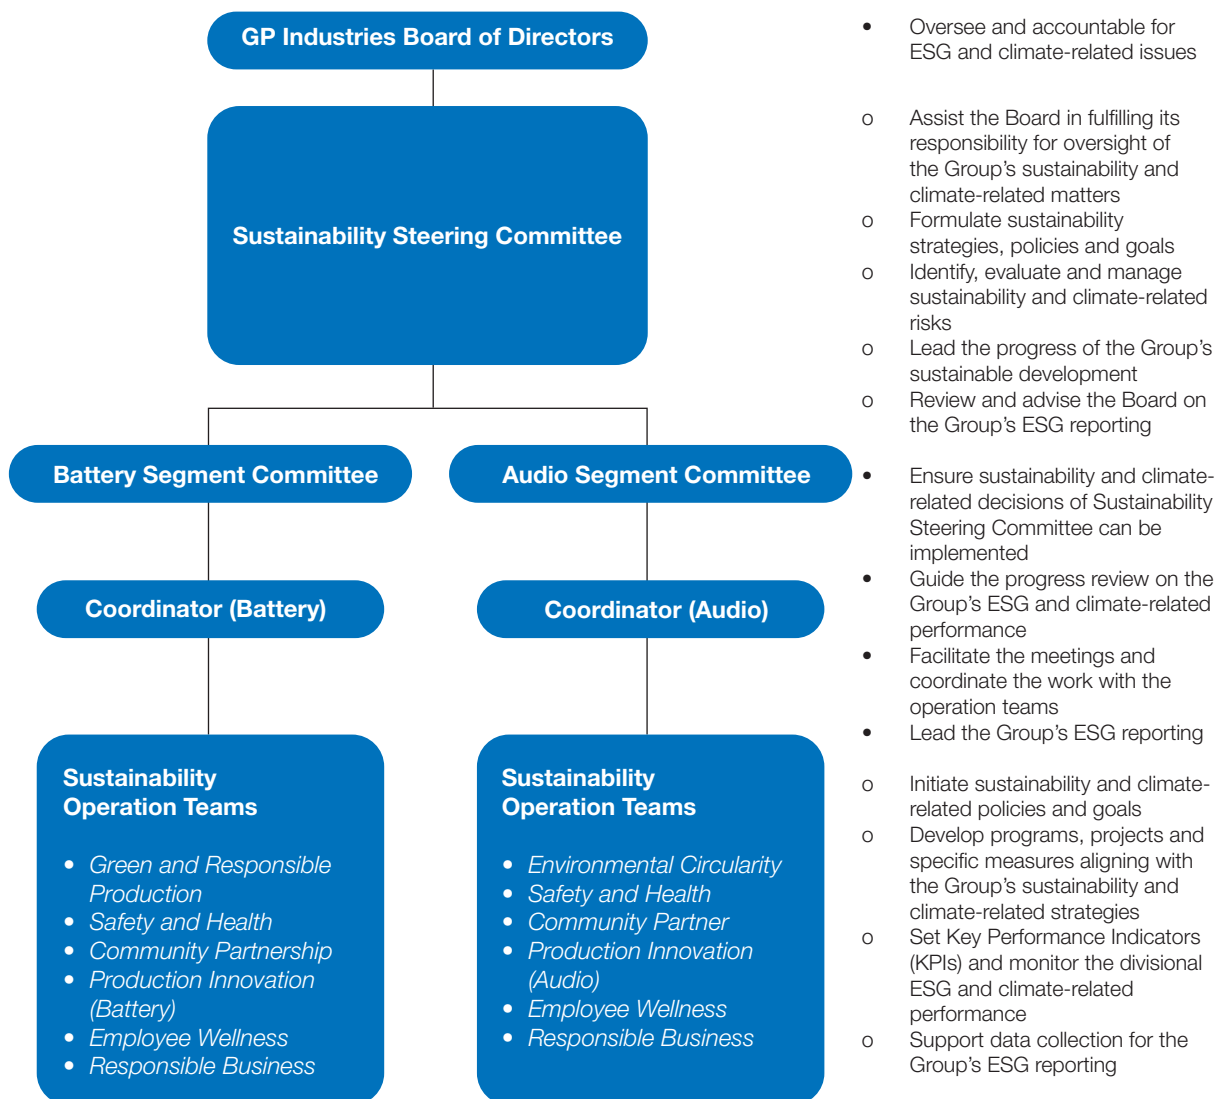 GP Industries Board of Directors
• Oversee and accountable for
ESG and climate-related issues
Sustainability Steering Committee
o Assist the Board in fulfilling its
responsibility for oversight of
the Group's sustainability and
climate-related matters
o Formulate sustainability
strategies, policies and goals
o Identify, evaluate and manage
sustainability and climate-related
risks
o Lead the progress of the Group's
sustainable development
o Review and advise the Board on
the Group's ESG reporting
Battery Segment Committee
Audio Segment Committee
Coordinator (Battery)
Coordinator (Audio)
• Ensure sustainability and climate-
related decisions of Sustainability
Steering Committee can be
implemented
• Guide the progress review on the
Group's ESG and climate-related
performance
• Facilitate the meetings and
coordinate the work with the
operation teams
• Lead the Group's ESG reporting
Sustainability
Operation Teams
• Green and Responsible
Production
• Safety and Health
• Community Partnership
• Production Innovation
(Battery)
• Employee Wellness
• Responsible Business
Sustainability
Operation Teams
• Environmental Circularity
• Safety and Health
• Community Partner
• Production Innovation
(Audio)
• Employee Wellness
• Responsible Business
o Initiate sustainability and climate-
related policies and goals
o Develop programs, projects and
specific measures aligning with
the Group's sustainability and
climate-related strategies
o Set Key Performance Indicators
(KPIs) and monitor the divisional
ESG and climate-related
performance
o Support data collection for the
Group's ESG reporting